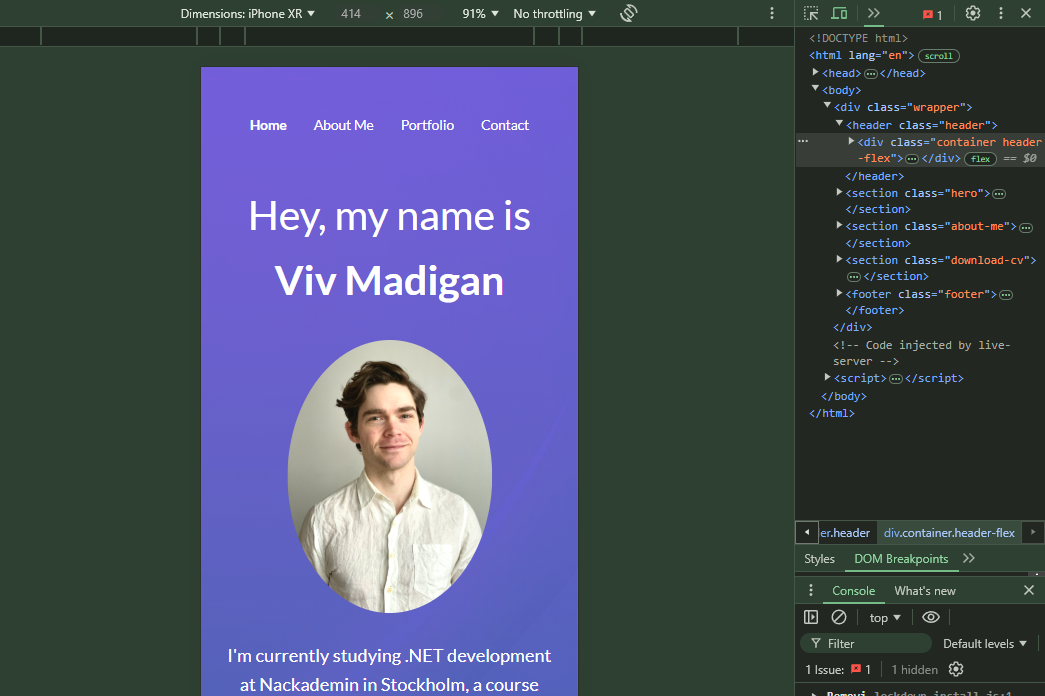 Dimensions: iPhone XR 414 × 896 91% No throttling
1
Home About Me Portfolio Contact
Hey, my name is
Viv Madigan
I'm currently studying .NET development
at Nackademin in Stockholm, a course
<!DOCTYPE html>
<html lang="en"> scroll
<head> … </head>
<body>
<div class="wrapper">
<header class="header">
… <div class="container header
-flex"> … </div> flex == $0
</header>
<section class="hero"> …
</section>
<section class="about-me"> …
</section>
<section class="download-cv">
… </section>
<footer class="footer"> …
</footer>
</div>
<!-- Code injected by live-
server -->
<script> … </script>
</body>
</html>
er.header div.container.header-flex
Styles DOM Breakpoints
Console What's new
top
Filter Default levels
1 Issue: 1 1 hidden
lockdown-install.js:1